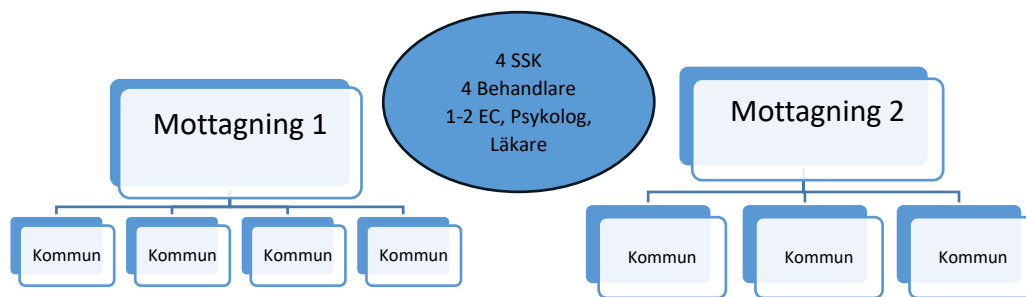 4 SSK
4 Behandlare
1-2 EC, Psykolog,
Läkare
Mottagning 1
Mottagning 2
Kommun
Kommun
Kommun
Kommun
Kommun
Kommun
Kommun